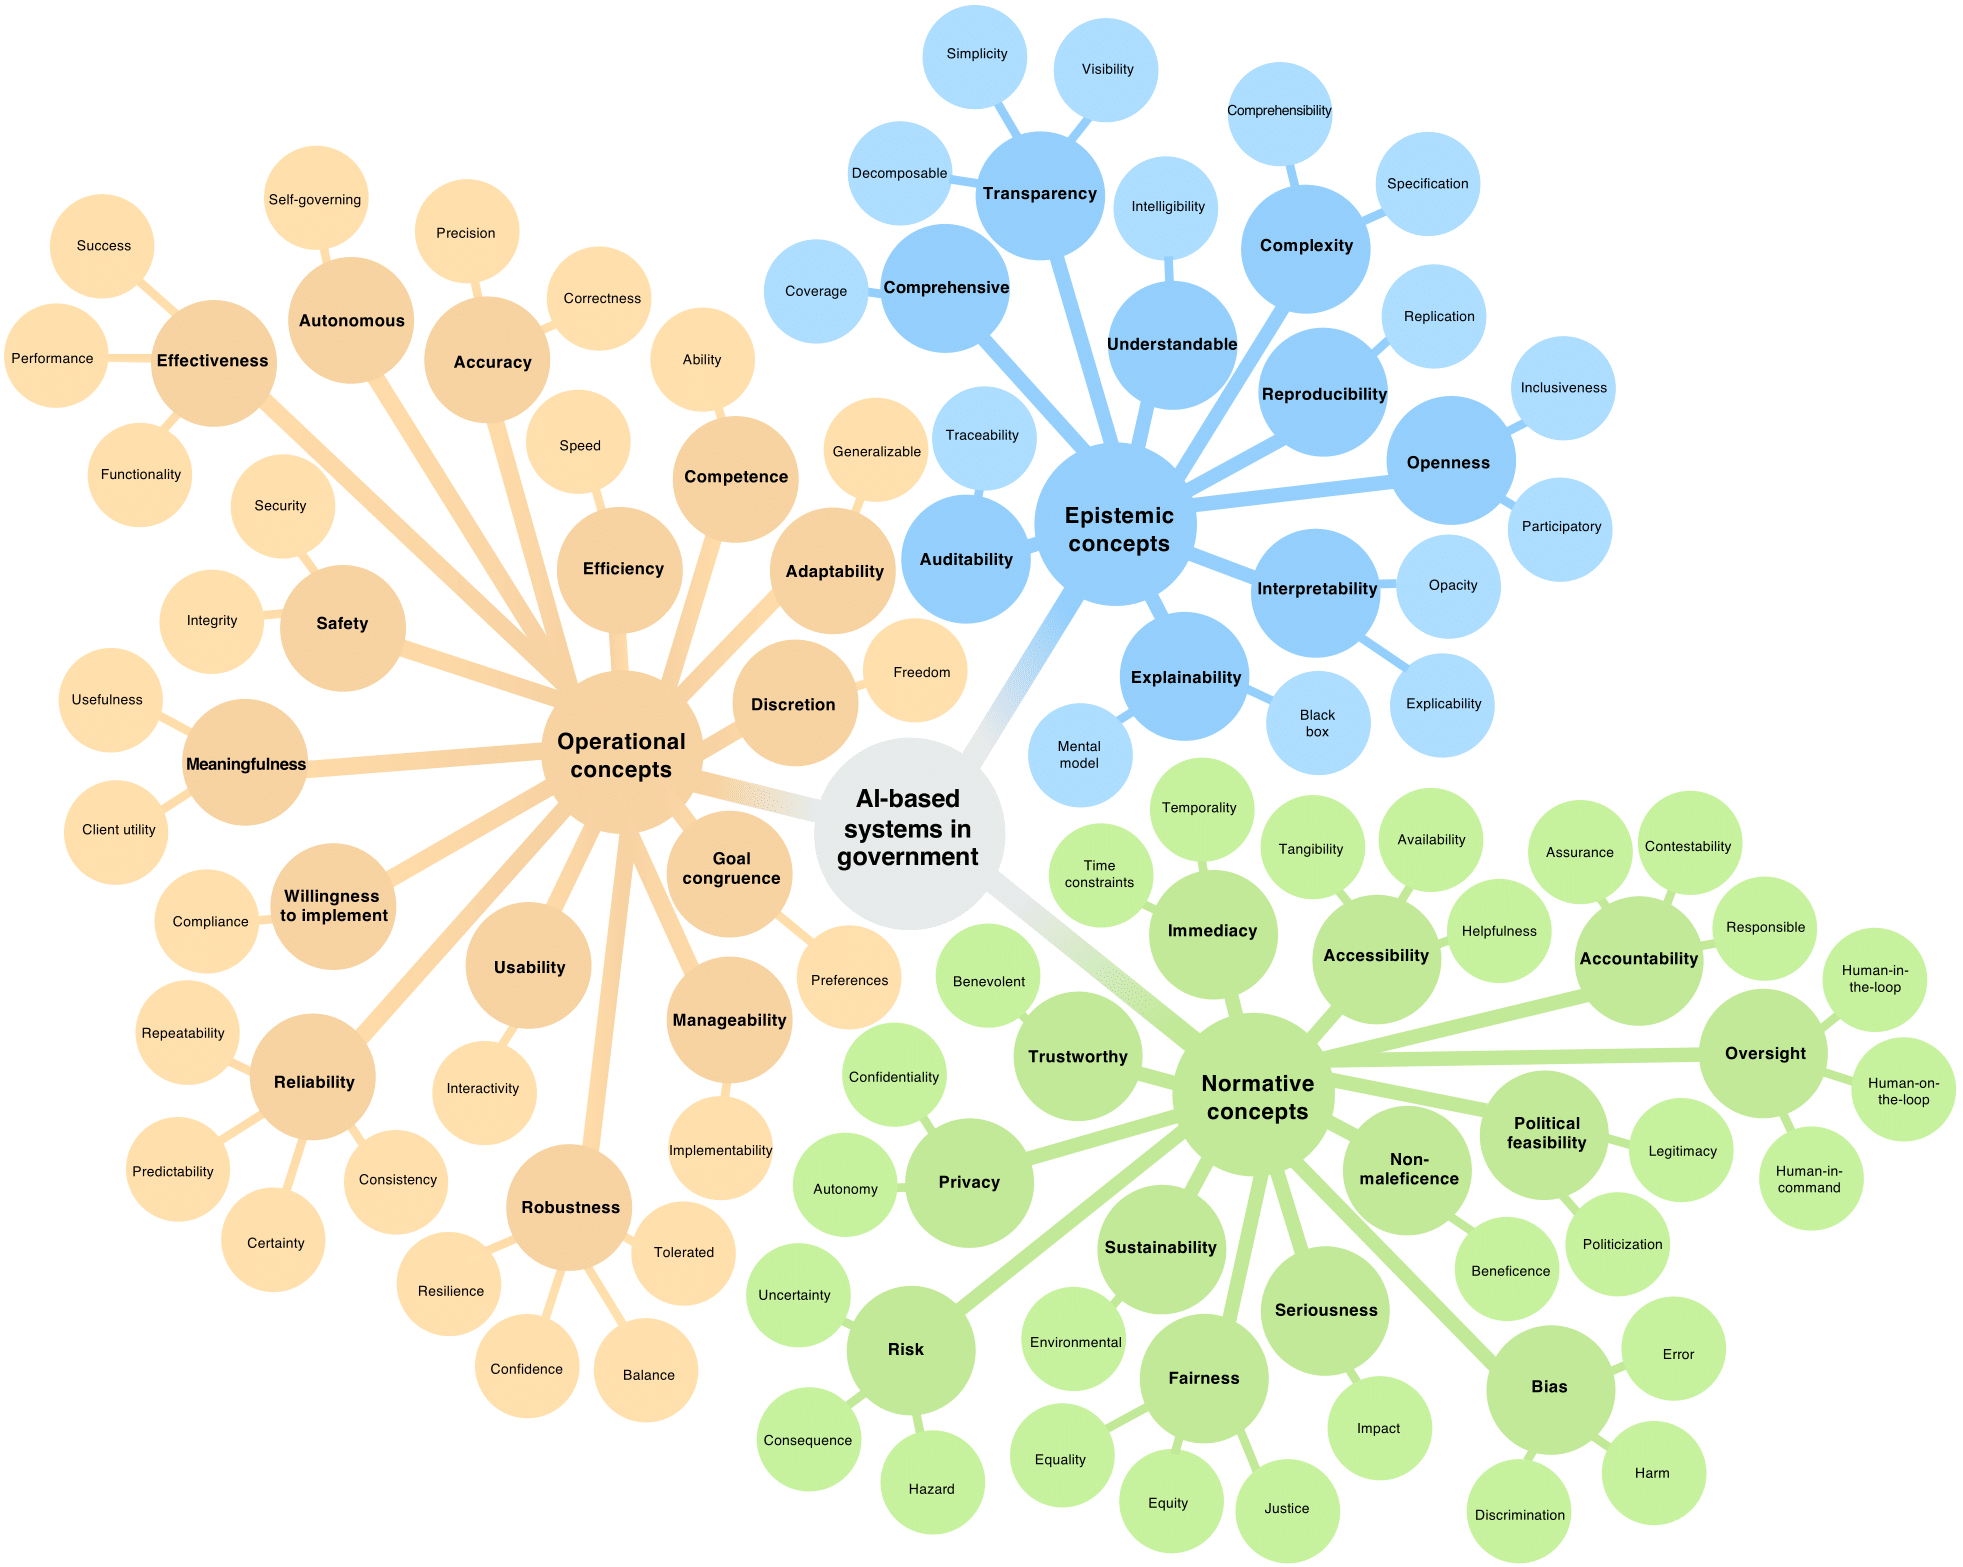 AI-based
systems in
government
Epistemic
concepts
Transparency
Simplicity
Visibility
Decomposable
Comprehensive
Coverage
Understandable
Intelligibility
Complexity
Comprehensibility
Specification
Reproducibility
Replication
Openness
Inclusiveness
Participatory
Interpretability
Opacity
Explicability
Explainability
Black
box
Mental
model
Auditability
Traceability
Operational
concepts
Effectiveness
Success
Performance
Functionality
Autonomous
Self-governing
Accuracy
Precision
Correctness
Efficiency
Speed
Competence
Ability
Adaptability
Generalizable
Discretion
Freedom
Safety
Security
Integrity
Meaningfulness
Usefulness
Client utility
Willingness
to implement
Compliance
Reliability
Repeatability
Predictability
Certainty
Consistency
Usability
Interactivity
Robustness
Resilience
Confidence
Balance
Tolerated
Manageability
Implementability
Goal
congruence
Preferences
Normative
concepts
Immediacy
Time
constraints
Temporality
Accessibility
Tangibility
Availability
Helpfulness
Accountability
Assurance
Contestability
Responsible
Oversight
Human-in-
the-loop
Human-on-
the-loop
Human-in-
command
Political
feasibility
Legitimacy
Politicization
Non-
maleficence
Beneficence
Bias
Error
Harm
Discrimination
Seriousness
Impact
Fairness
Equality
Equity
Justice
Sustainability
Environmental
Risk
Uncertainty
Consequence
Hazard
Privacy
Confidentiality
Autonomy
Trustworthy
Benevolent